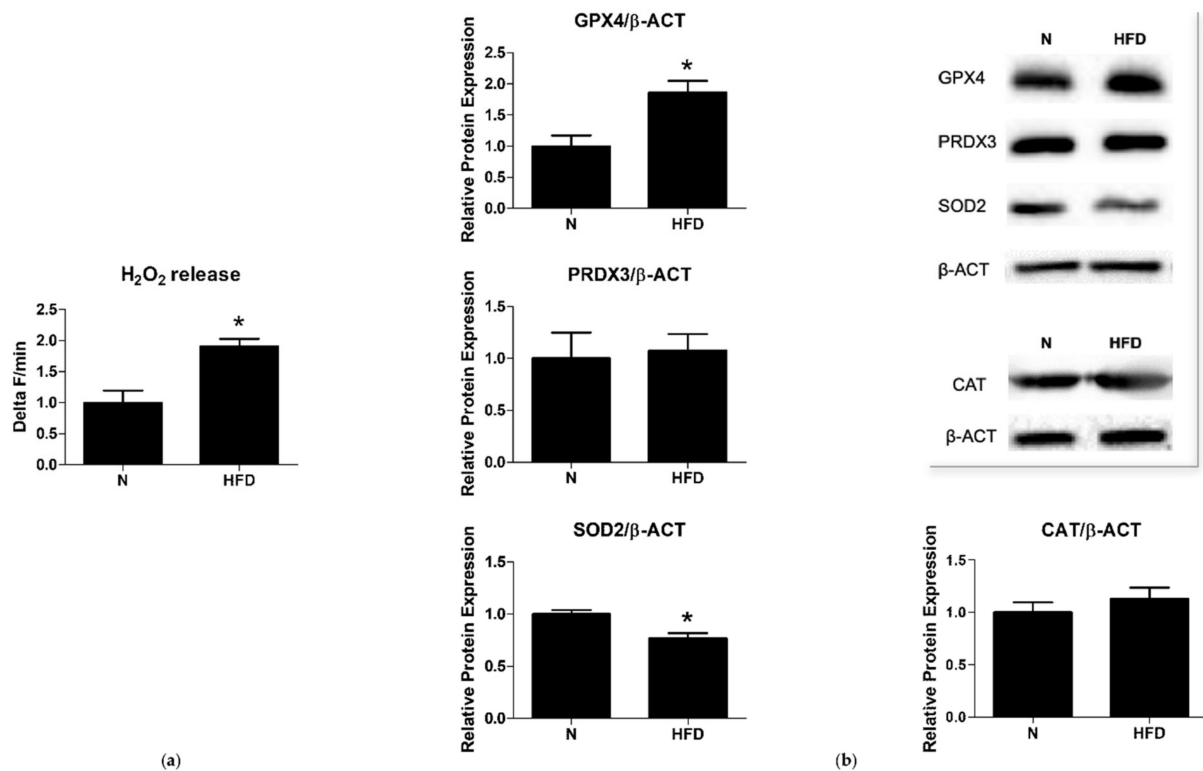 H2O2 release
Delta F/min
2.5
2.0
1.5
1.0
0.5
0.0
N HFD
*
(a)
GPX4/β-ACT
Relative Protein Expression
2.5
2.0
1.5
1.0
0.5
0.0
N HFD
*
PRDX3/β-ACT
Relative Protein Expression
1.5
1.0
0.5
0.0
N HFD
SOD2/β-ACT
Relative Protein Expression
1.5
1.0
0.5
0.0
N HFD
*
N HFD
GPX4
PRDX3
SOD2
β-ACT
N HFD
CAT
β-ACT
CAT/β-ACT
Relative Protein Expression
1.5
1.0
0.5
0.0
N HFD
(b)